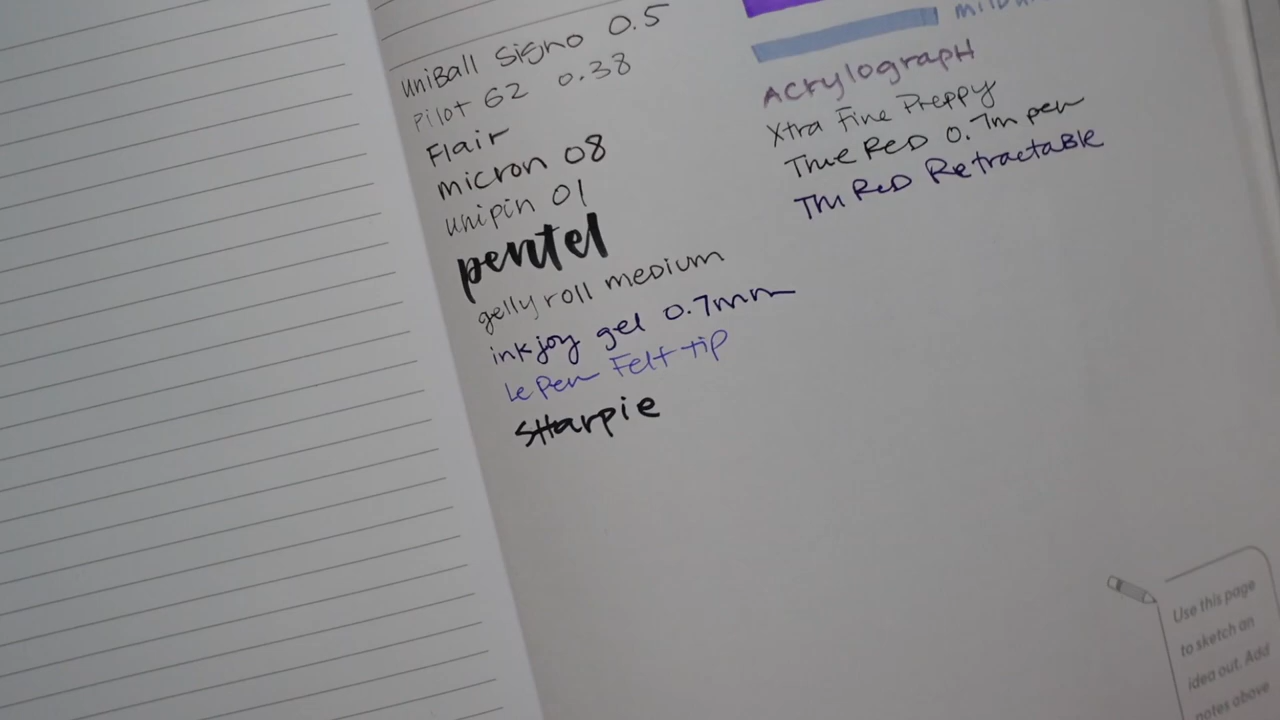 uniBall Signo 0.5
Pilot G2 0.38
Flair
micron 08
unipin 01
pentel
gelly roll medium
inkjoy gel 0.7mm
Le Pen Felt tip
SHarpie
AcrylograpH
Xtra Fine Preppy
True Red 0.7m pen
Tru Red Retractable
Use this page
to sketch an
idea out. Add
notes above